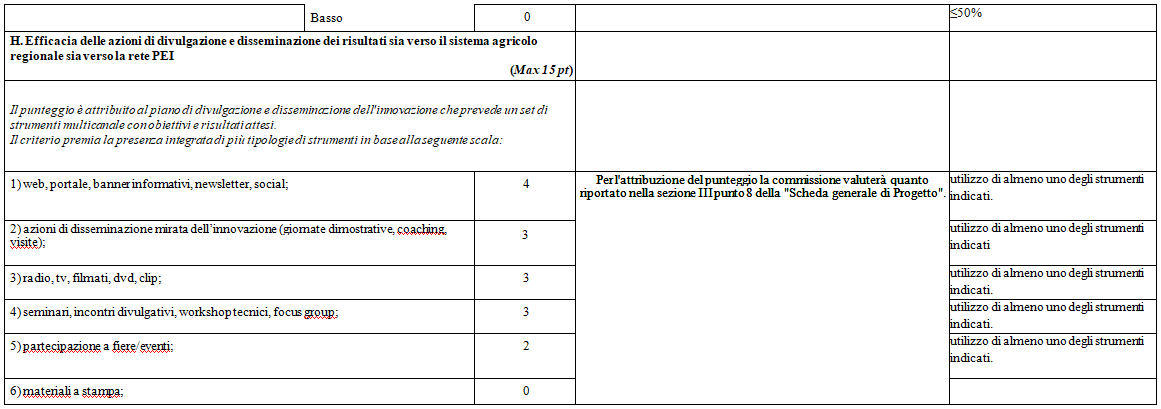 Basso
0
≤50%
H. Efficacia delle azioni di divulgazione e disseminazione dei risultati sia verso il sistema agricolo
regionale sia verso la rete PEI
(Max 15 pt)
Il punteggio è attribuito al piano di divulgazione e disseminazione dell'innovazione che prevede un set di
strumenti multicanale con obiettivi e risultati attesi.
Il criterio premia la presenza integrata di più tipologie di strumenti in base alla seguente scala:
1) web, portale, banner informativi, newsletter, social;
4
Per l'attribuzione del punteggio la commissione valuterà quanto
riportato nella sezione III punto 8 della "Scheda generale di Progetto".
utilizzo di almeno uno degli strumenti
indicati.
2) azioni di disseminazione mirata dell'innovazione (giornate dimostrative, coaching,
visite);
3
utilizzo di almeno uno degli strumenti
indicati
3) radio, tv, filmati, dvd, clip;
3
utilizzo di almeno uno degli strumenti
indicati.
4) seminari, incontri divulgativi, workshop tecnici, focus group;
3
utilizzo di almeno uno degli strumenti
indicati.
5) partecipazione a fiere/eventi;
2
utilizzo di almeno uno degli strumenti
indicati.
6) materiali a stampa;
0